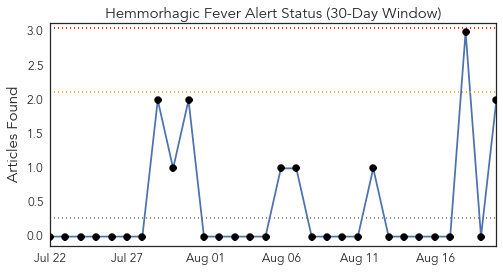 Hemmorhagic Fever Alert Status (30-Day Window)
Articles Found
3.0
2.5
2.0
1.5
1.0
0.5
0.0
Jul 22 Jul 27 Aug 01 Aug 06 Aug 11 Aug 16